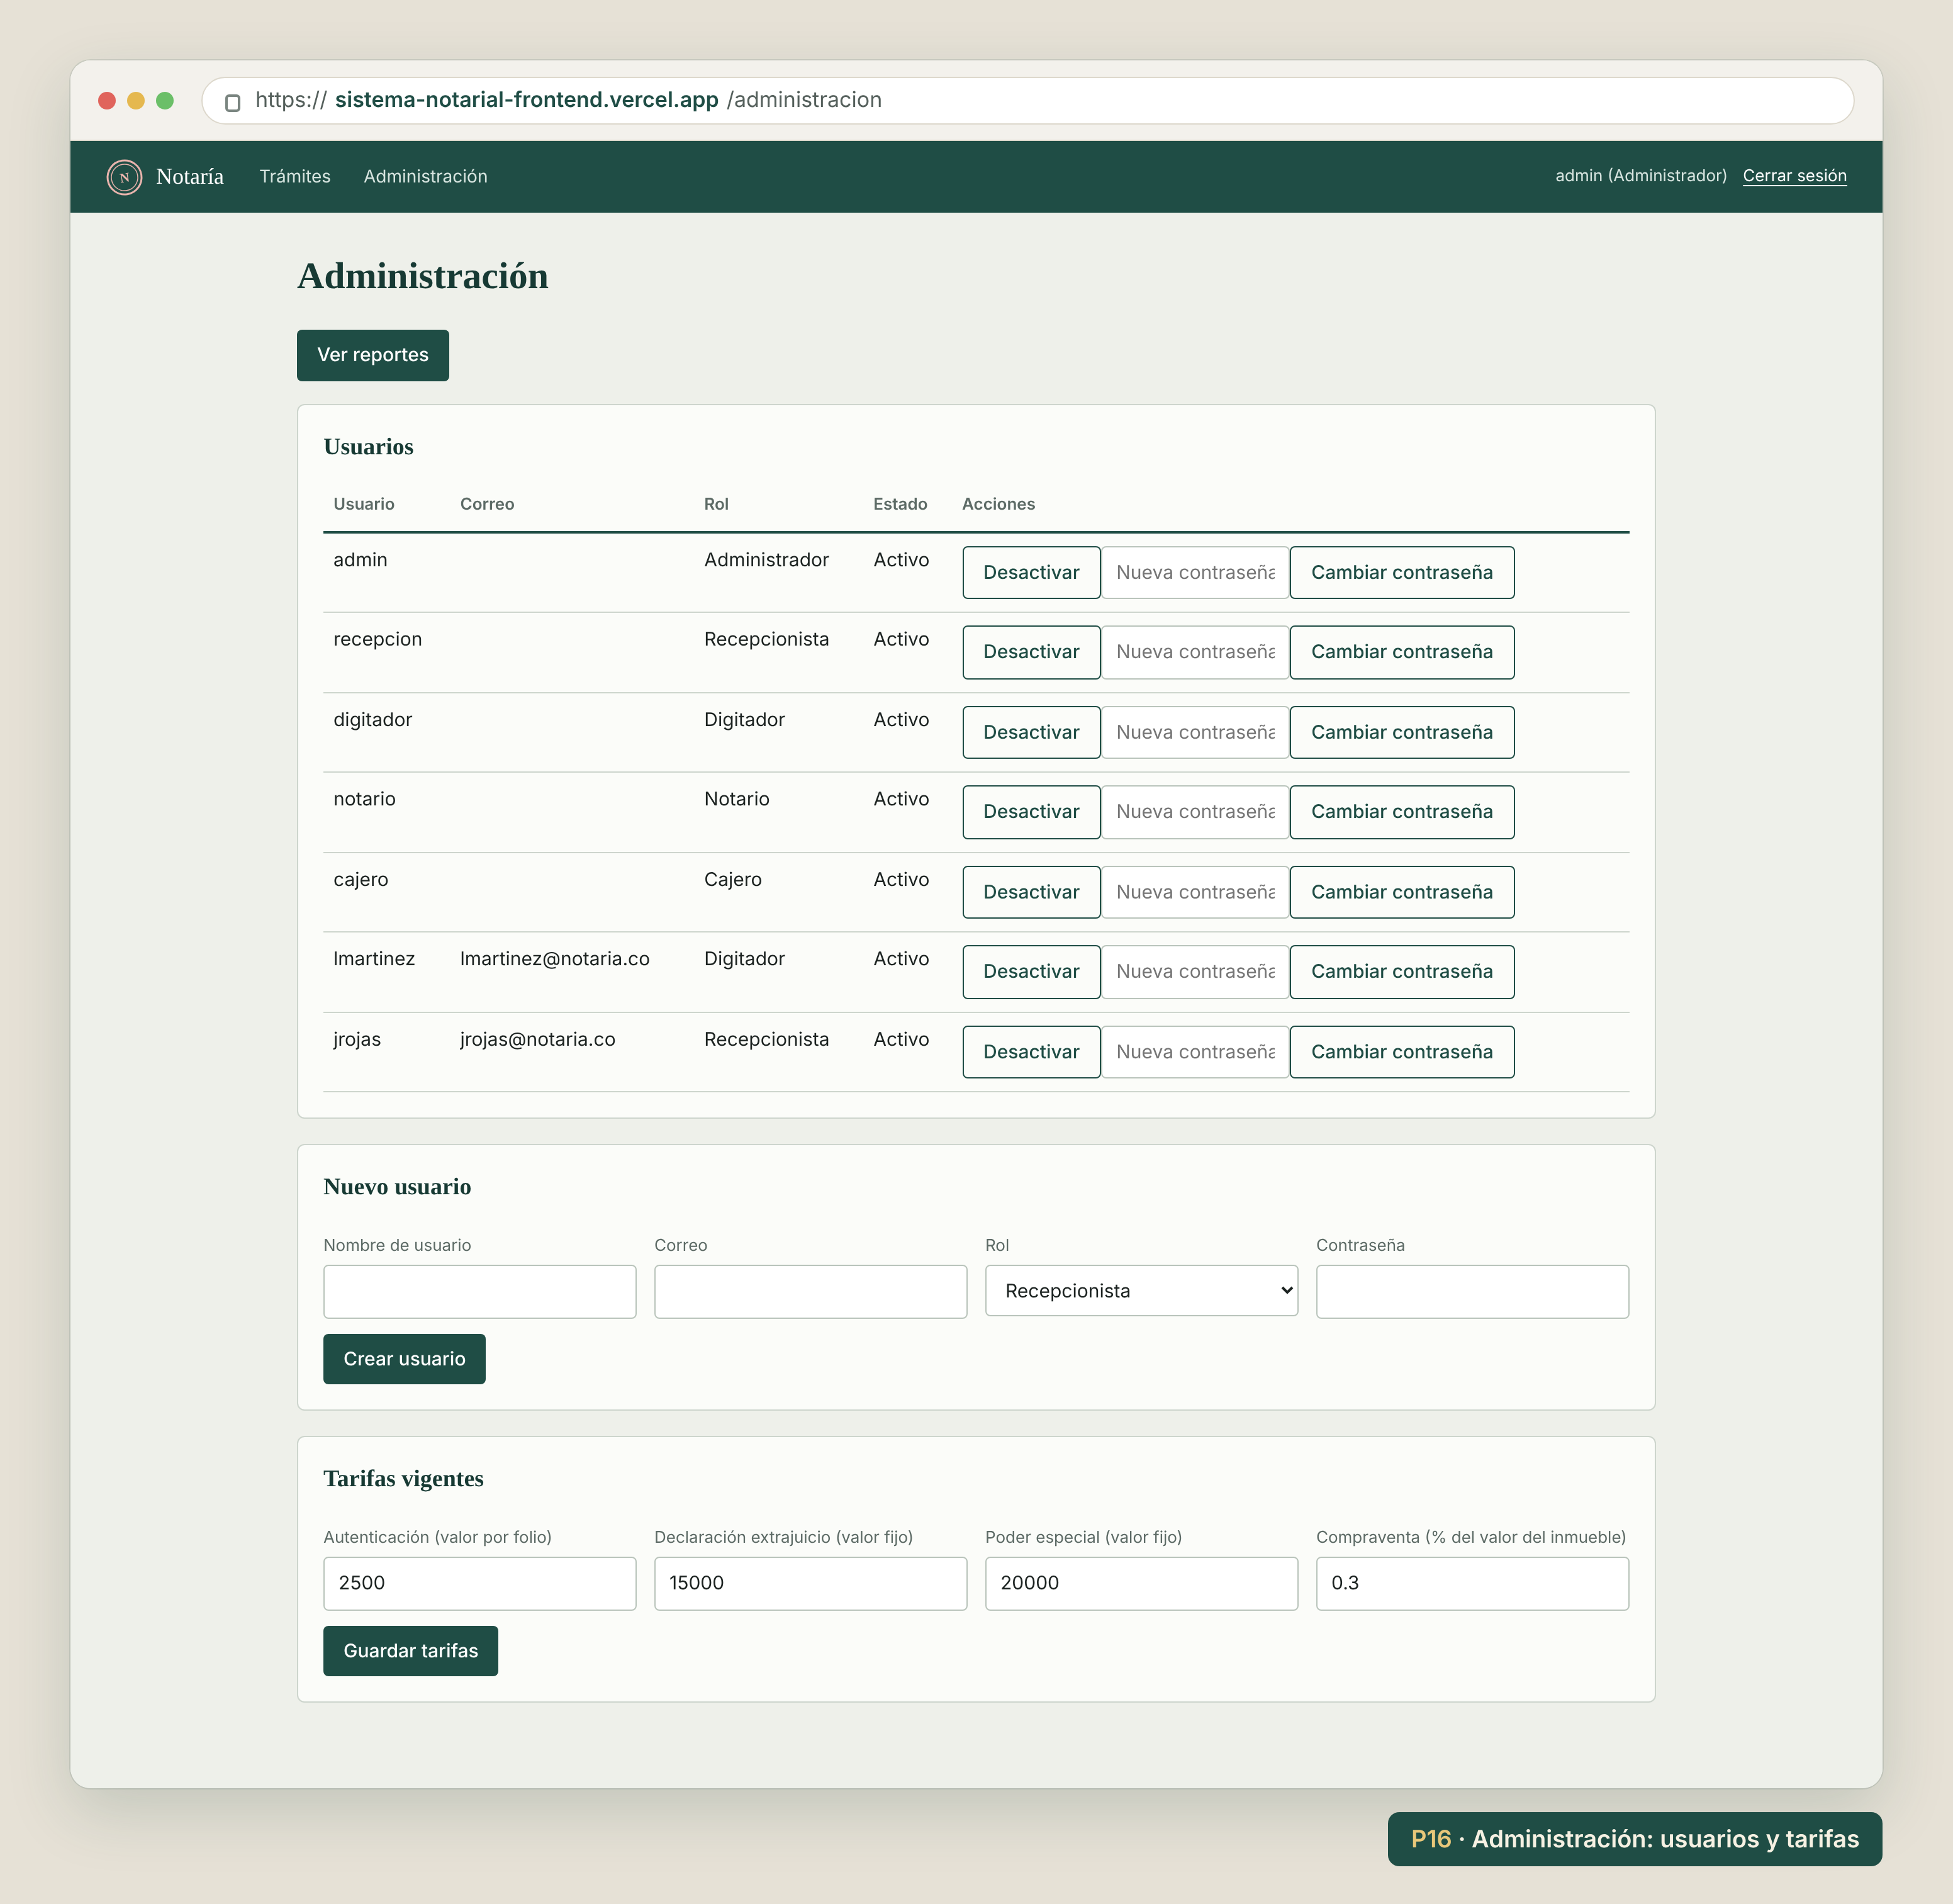 https:// sistema-notarial-frontend.vercel.app /administracion
N Notaría Trámites Administración admin (Administrador) Cerrar sesión
Administración
Ver reportes
Usuarios
Usuario Correo Rol Estado Acciones
admin Administrador Activo Desactivar Nueva contraseña Cambiar contraseña
recepcion Recepcionista Activo Desactivar Nueva contraseña Cambiar contraseña
digitador Digitador Activo Desactivar Nueva contraseña Cambiar contraseña
notario Notario Activo Desactivar Nueva contraseña Cambiar contraseña
cajero Cajero Activo Desactivar Nueva contraseña Cambiar contraseña
lmartinez lmartinez@notaria.co Digitador Activo Desactivar Nueva contraseña Cambiar contraseña
jrojas jrojas@notaria.co Recepcionista Activo Desactivar Nueva contraseña Cambiar contraseña
Nuevo usuario
Nombre de usuario Correo Rol Contraseña
Recepcionista
Crear usuario
Tarifas vigentes
Autenticación (valor por folio) Declaración extrajuicio (valor fijo) Poder especial (valor fijo) Compraventa (% del valor del inmueble)
2500 15000 20000 0.3
Guardar tarifas
P16 · Administración: usuarios y tarifas